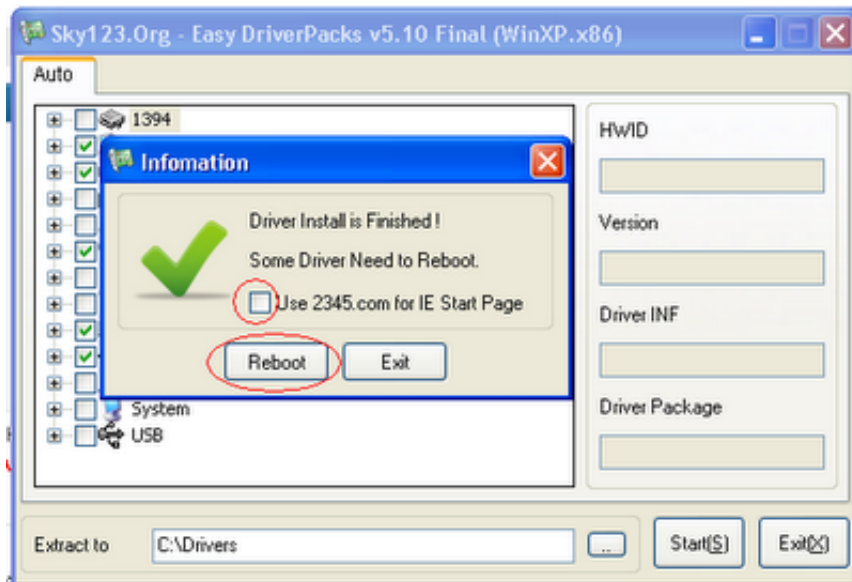 Sky123.Org - Easy DriverPacks v5.10 Final (WinXP.x86)
Auto
1394
Infomation
Driver Install is Finished !
Some Driver Need to Reboot.
Use 2345.com for IE Start Page
Reboot
Exit
System
USB
HWID
Version
Driver INF
Driver Package
Extract to
C:\Drivers
..
Start(S)
Exit(X)